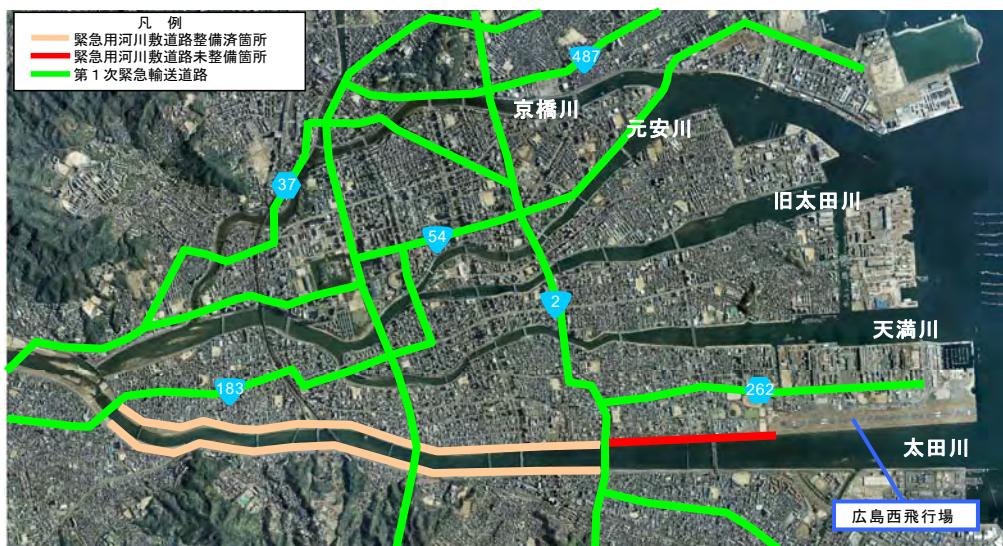 凡 例
緊急用河川敷道路整備済箇所
緊急用河川敷道路未整備箇所
第1次緊急輸送道路
487
京橋川
元安川
37
旧太田川
54
2
天満川
183
262
太田川
広島西飛行場